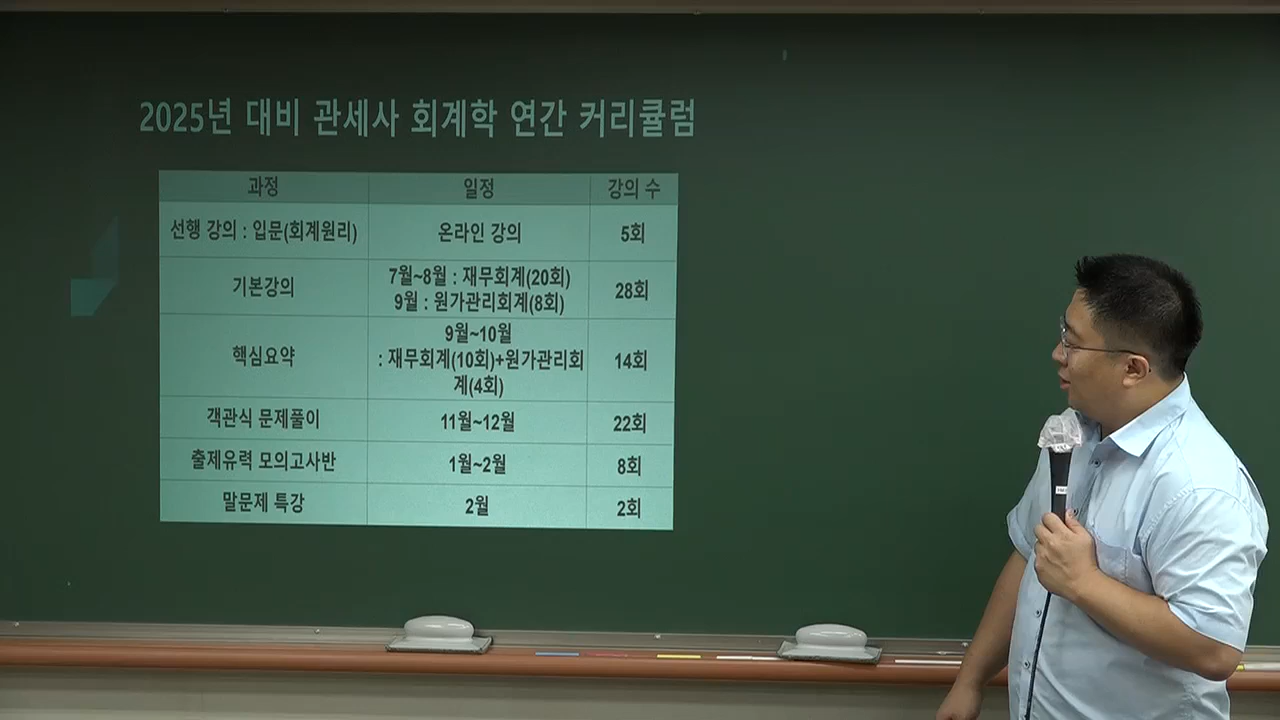 2025년 대비 관세사 회계학 연간 커리큘럼
과정 일정 강의 수
선행 강의 : 입문(회계원리) 온라인 강의 5회
기본강의 7월~8월 : 재무회계(20회)
9월 : 원가관리회계(8회) 28회
핵심요약 9월~10월
: 재무회계(10회)+원가관리회
계(4회) 14회
객관식 문제풀이 11월~12월 22회
출제유력 모의고사반 1월~2월 8회
말문제 특강 2월 2회